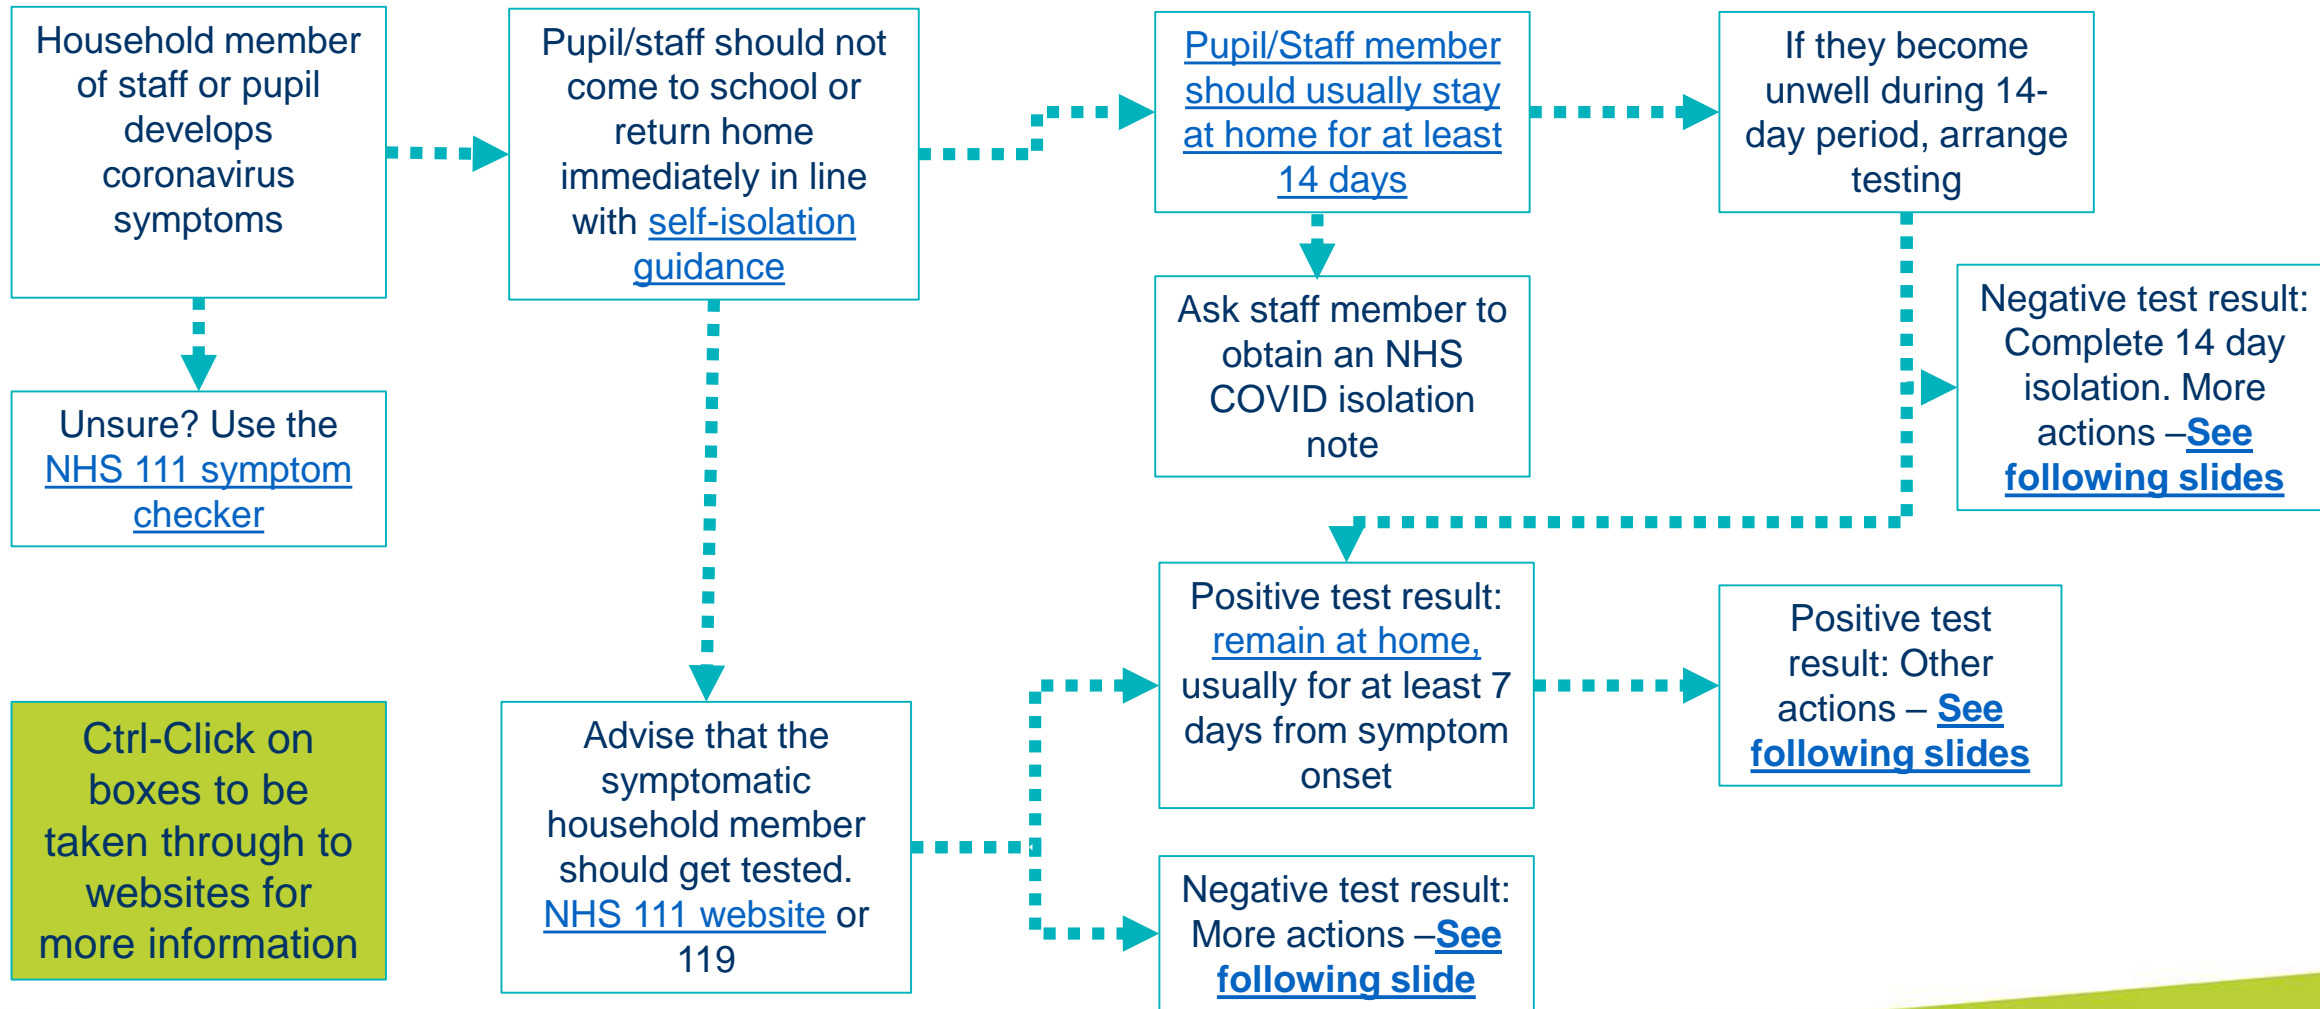 Household member
of staff or pupil
develops
coronavirus
symptoms
Unsure? Use the
NHS 111 symptom
checker
Ctrl-Click on
boxes to be
taken through to
websites for
more information
Pupil/staff should not
come to school or
return home
immediately in line
with self-isolation
guidance
Advise that the
symptomatic
household member
should get tested.
NHS 111 website or
119
Pupil/Staff member
should usually stay
at home for at least
14 days
Ask staff member to
obtain an NHS
COVID isolation
note
If they become
unwell during 14-
day period, arrange
testing
Negative test result:
Complete 14 day
isolation. More
actions –See
following slides
Positive test result:
remain at home,
usually for at least 7
days from symptom
onset
Positive test
result: Other
actions – See
following slides
Negative test result:
More actions –See
following slide